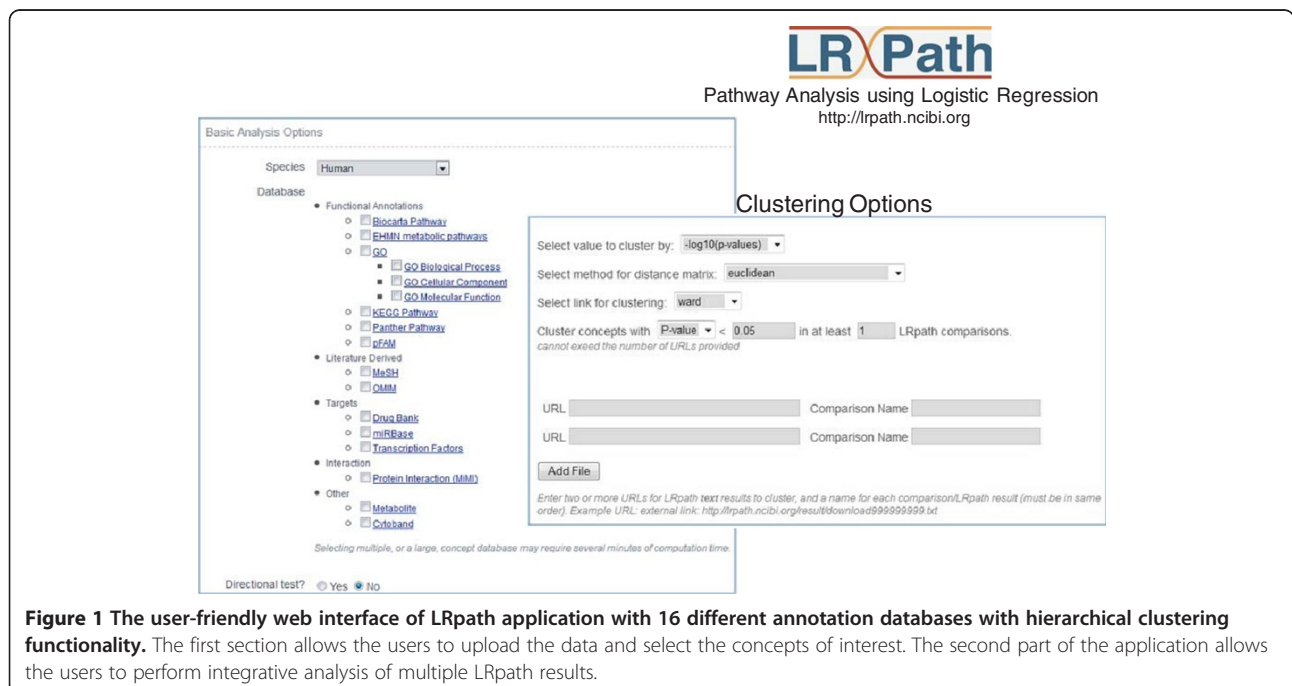 LRPath
Pathway Analysis using Logistic Regression
http://lrpath.ncibi.org
Basic Analysis Options
Species Human
Database
Functional Annotations
Biocarta Pathway
EHMN metabolic pathways
GO
GO Biological Process
GO Cellular Component
GO Molecular Function
KEGG Pathway
Panther Pathway
pFAM
Literature Derived
MeSH
OMIM
Targets
Drug Bank
miRBase
Transcription Factors
Interaction
Protein Interaction (MiMI)
Other
Metabolite
Cytoband
Selecting multiple, or a large, concept database may require several minutes of computation time.
Directional test? Yes No
Clustering Options
Select value to cluster by: -log10(p-values)
Select method for distance matrix: euclidean
Select link for clustering: ward
Cluster concepts with P-value < 0.05 in at least 1 LRpath comparisons.
cannot exeed the number of URLs provided
URL Comparison Name
URL Comparison Name
Add File
Enter two or more URLs for LRpath text results to cluster, and a name for each comparison/LRpath result (must be in same
order). Example URL: external link: http://lrpath.ncibi.org/result/download999999999.txt
Figure 1 The user-friendly web interface of LRpath application with 16 different annotation databases with hierarchical clustering
functionality. The first section allows the users to upload the data and select the concepts of interest. The second part of the application allows
the users to perform integrative analysis of multiple LRpath results.